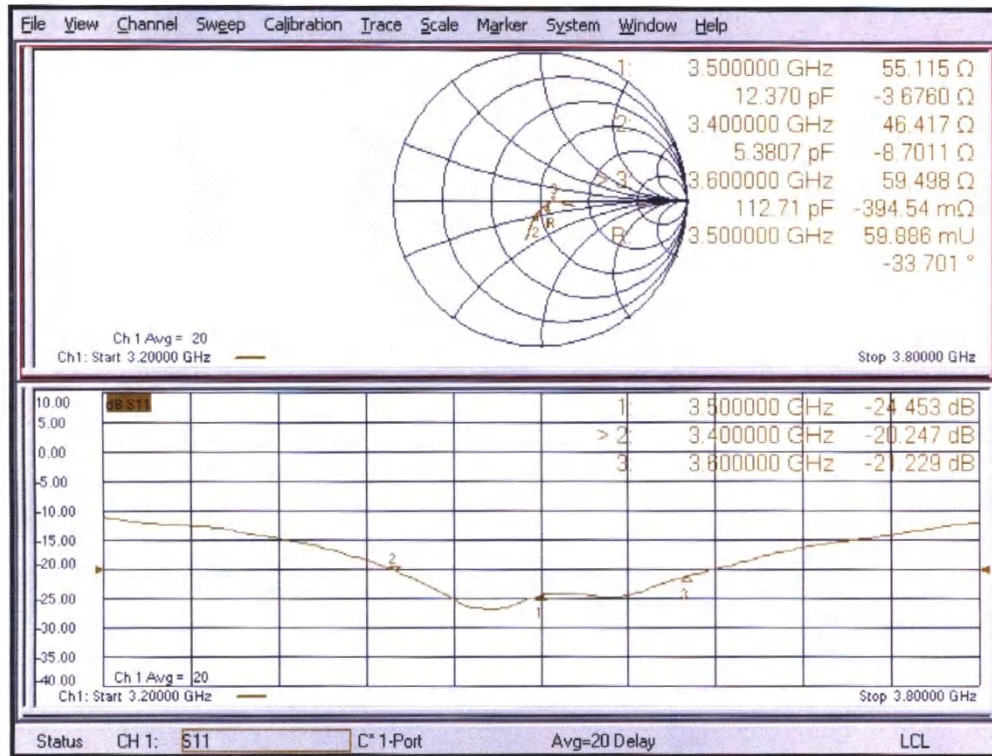 File View Channel Sweep Calibration Trace Scale Marker System Window Help
1: 3.500000 GHz 55.115 Ω
12.370 pF -3.6760 Ω
2: 3.400000 GHz 46.417 Ω
5.3807 pF -8.7011 Ω
> 3: 3.600000 GHz 59.498 Ω
112.71 pF -394.54 mΩ
R: 3.500000 GHz 59.886 mU
-33.701 °
2
R
Ch 1 Avg = 20
Ch1: Start 3.20000 GHz Stop 3.80000 GHz
10.00 dB S11
5.00
0.00
-5.00
-10.00
-15.00
-20.00
-25.00
-30.00
-35.00
-40.00
1: 3.500000 GHz -24.453 dB
> 2: 3.400000 GHz -20.247 dB
3: 3.600000 GHz -21.229 dB
2
1
3
Ch 1 Avg = 20
Ch1: Start 3.20000 GHz Stop 3.80000 GHz
Status CH 1: S11 C* 1-Port Avg=20 Delay LCL